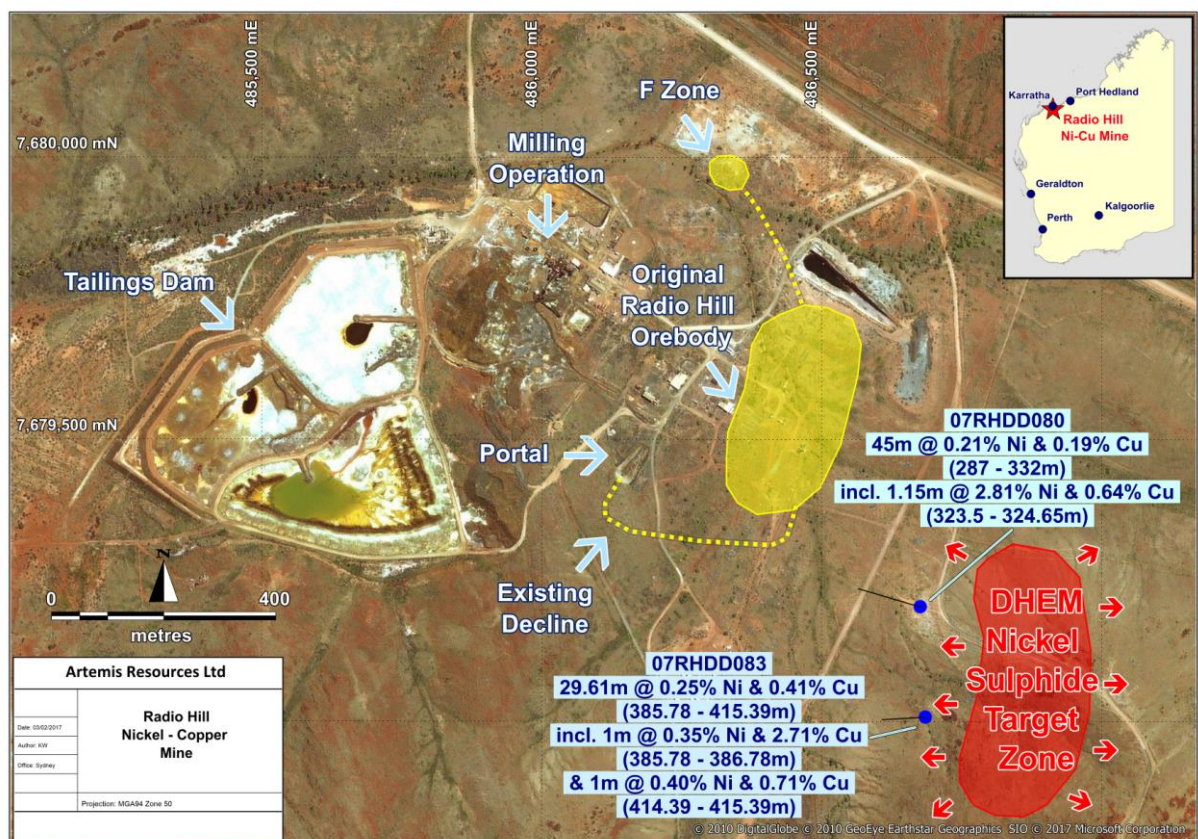 485,500 mE
486,000 mE
486,500 mE
7,680,000 mN
7,679,500 mN
F Zone
Milling
Operation
Tailings Dam
Original
Radio Hill
Orebody
Portal
Existing
Decline
Karratha
Port Hedland
Radio Hill
Ni-Cu Mine
Geraldton
Kalgoorlie
Perth
07RHDD080
45m @ 0.21% Ni & 0.19% Cu
(287 - 332m)
incl. 1.15m @ 2.81% Ni & 0.64% Cu
(323.5 - 324.65m)
DHEM
Nickel
Sulphide
Target
Zone
07RHDD083
29.61m @ 0.25% Ni & 0.41% Cu
(385.78 - 415.39m)
incl. 1m @ 0.35% Ni & 2.71% Cu
(385.78 - 386.78m)
& 1m @ 0.40% Ni & 0.71% Cu
(414.39 - 415.39m)
N
0 400
metres
Artemis Resources Ltd
Date: 03/02/2017
Author: KW
Office: Sydney
Radio Hill
Nickel - Copper
Mine
Projection: MGA94 Zone 50
© 2010 DigitalGlobe © 2010 GeoEye Earthstar Geographics SIO © 2017 Microsoft Corporation